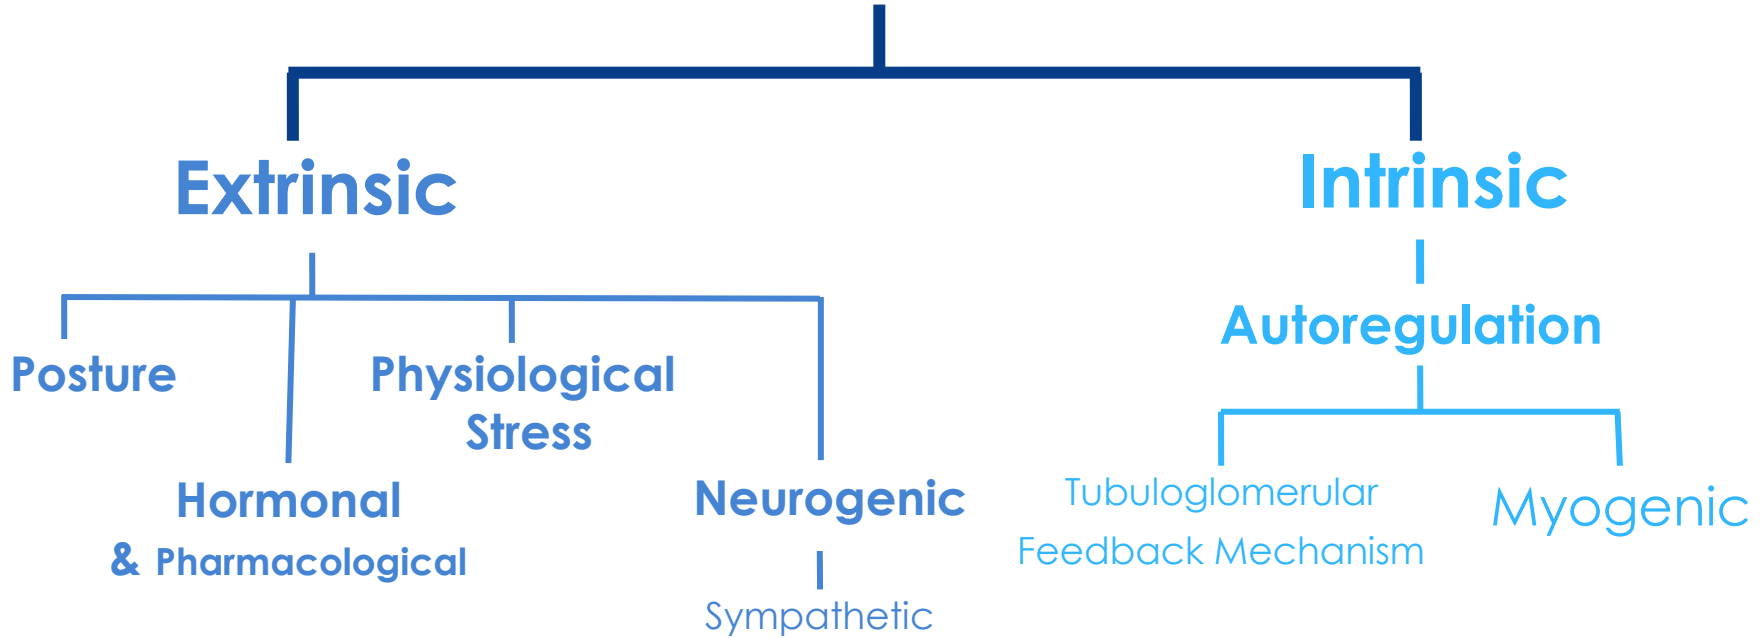 Extrinsic
Intrinsic
Autoregulation
Posture
Physiological
Stress
Hormonal
& Pharmacological
Neurogenic
Sympathetic
Tubuloglomerular
Feedback Mechanism
Myogenic